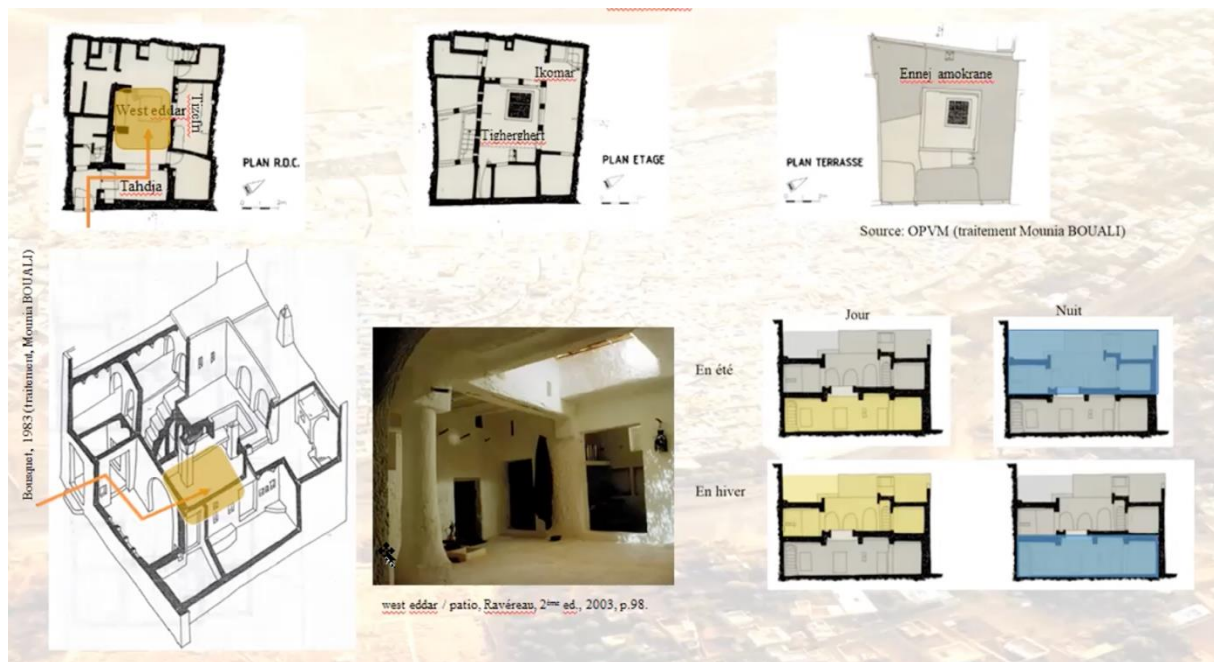 West eddar
Tizefri
Tahdja
PLAN R.D.C.
Ikomar
Tigherghert
PLAN ETAGE
Ennej amokrane
PLAN TERRASSE
Source: OPVM (traitement Mounia BOUALI)
Bousquet, 1983 (traitement, Mounia BOUALI)
west eddar / patio, Ravéreau, 2ème ed., 2003, p.98.
Jour
Nuit
En été
En hiver